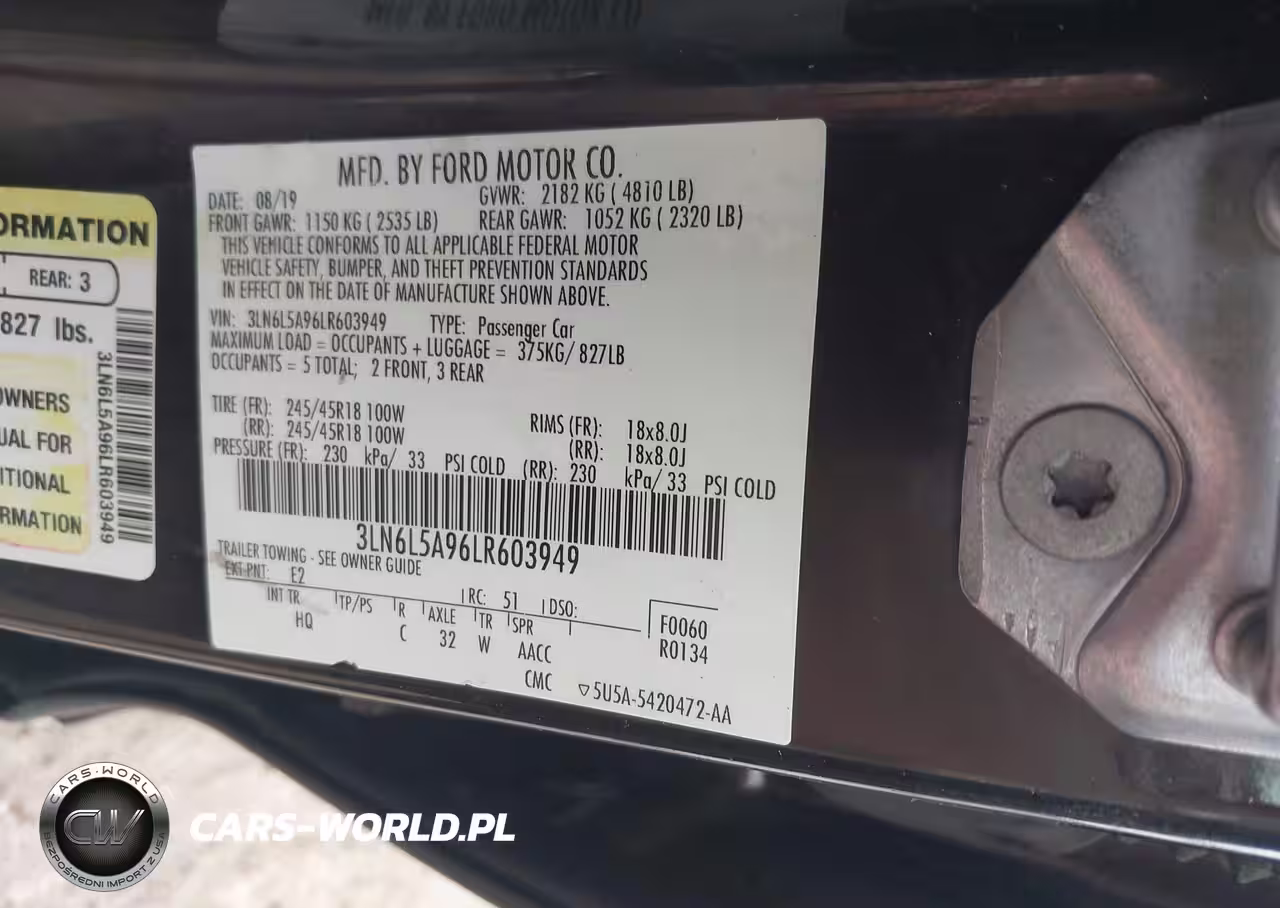 ORMATION
REAR: 3
827 lbs.
3LN6L5A96LR603949
OWNERS
UAL FOR
ITIONAL
RMATION
MFD. BY FORD MOTOR CO.
DATE: 08/19 GVWR: 2182 KG ( 4810 LB)
FRONT GAWR: 1150 KG ( 2535 LB) REAR GAWR: 1052 KG ( 2320 LB)
THIS VEHICLE CONFORMS TO ALL APPLICABLE FEDERAL MOTOR
VEHICLE SAFETY, BUMPER, AND THEFT PREVENTION STANDARDS
IN EFFECT ON THE DATE OF MANUFACTURE SHOWN ABOVE.
VIN: 3LN6L5A96LR603949 TYPE: Passenger Car
MAXIMUM LOAD = OCCUPANTS + LUGGAGE = 375KG/ 827LB
OCCUPANTS = 5 TOTAL; 2 FRONT, 3 REAR
TIRE (FR): 245/45R18 100W RIMS (FR): 18x8.0J
(RR): 245/45R18 100W (RR): 18x8.0J
PRESSURE (FR): 230 kPa/ 33 PSI COLD (RR): 230 kPa/ 33 PSI COLD
3LN6L5A96LR603949
TRAILER TOWING - SEE OWNER GUIDE
EXT PNT: E2 RC: 51 DSO:
INT TR TP/PS R AXLE TR SPR F0060
HQ C 32 W AACC R0134
CMC ▽5U5A-5420472-AA
CARS-WORLD
CW
BEZPOŚREDNI IMPORT Z USA
CARS-WORLD.PL